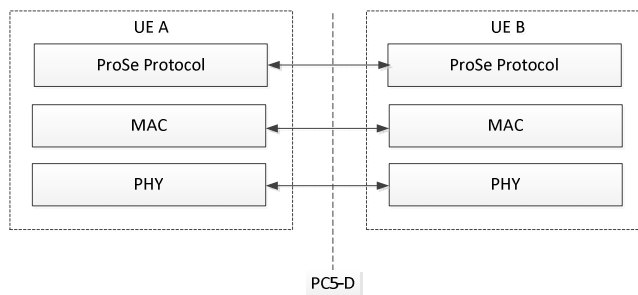 UE A
UE B
ProSe Protocol
ProSe Protocol
MAC
MAC
PHY
PHY
PC5-D